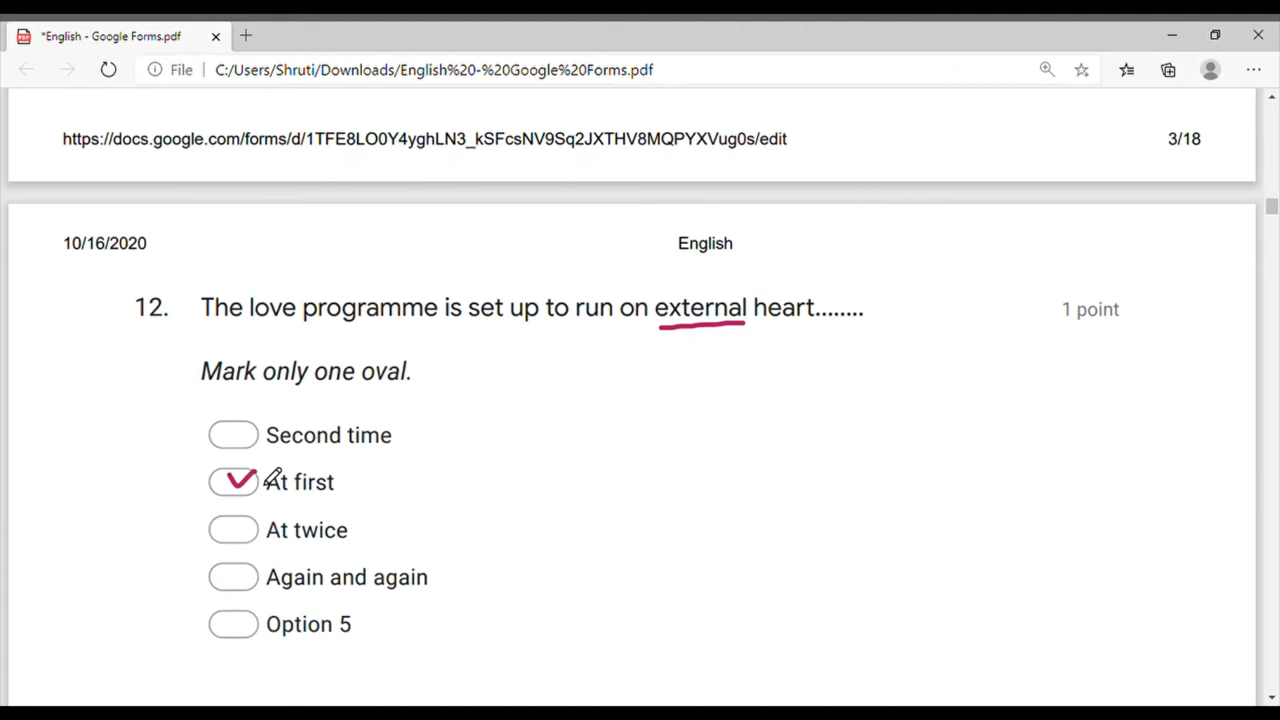 *English - Google Forms.pdf
File | C:/Users/Shruti/Downloads/English%20-%20Google%20Forms.pdf
https://docs.google.com/forms/d/1TFE8LO0Y4yghLN3_kSFcsNV9Sq2JXTHV8MQPYXVug0s/edit 3/18
10/16/2020 English
12. The love programme is set up to run on external heart........ 1 point
Mark only one oval.
Second time
At first
At twice
Again and again
Option 5